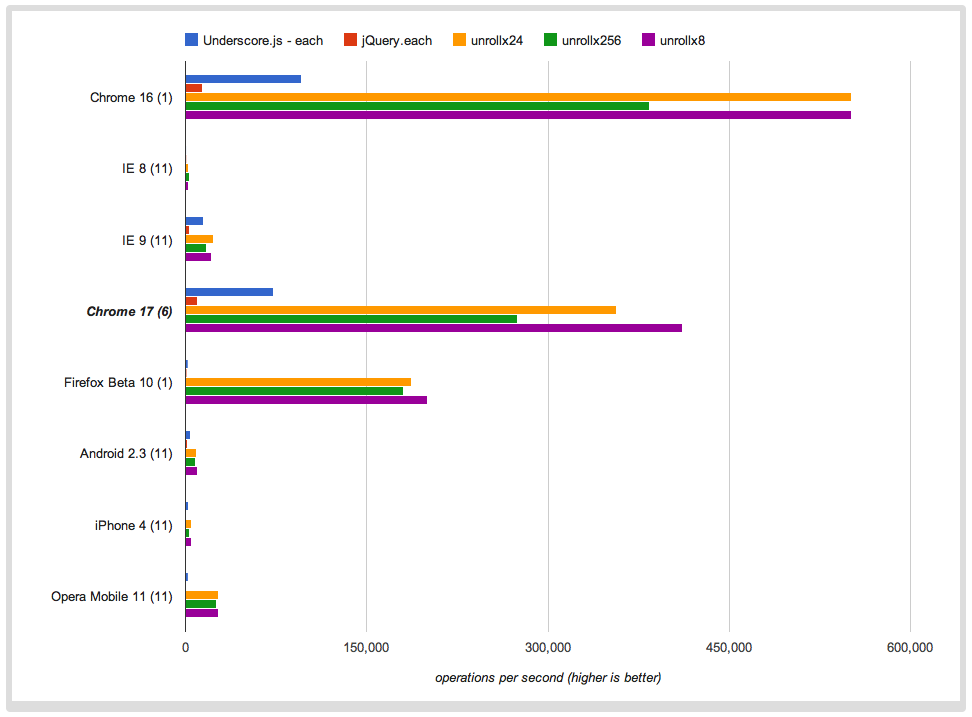 Underscore.js - each jQuery.each unrollx24 unrollx256 unrollx8
Chrome 16 (1)
IE 8 (11)
IE 9 (11)
Chrome 17 (6)
Firefox Beta 10 (1)
Android 2.3 (11)
iPhone 4 (11)
Opera Mobile 11 (11)
0 150,000 300,000 450,000 600,000
operations per second (higher is better)